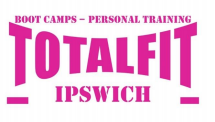 BOOT CAMPS – PERSONAL TRAINING
TOTALFIT
IPSWICH